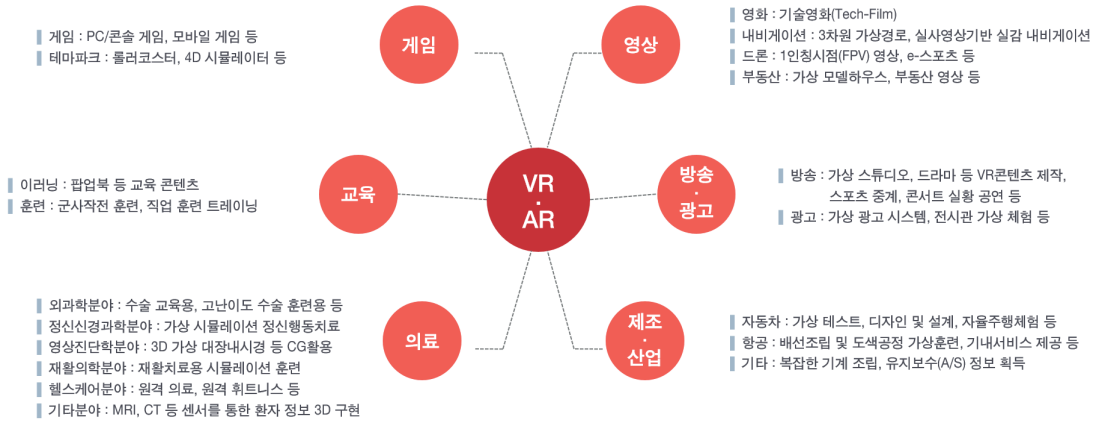 게임 : PC/콘솔 게임, 모바일 게임 등
테마파크 : 롤러코스터, 4D 시뮬레이터 등
게임
영상
영화 : 기술영화(Tech-Film)
내비게이션 : 3차원 가상경로, 실사영상기반 실감 내비게이션
드론 : 1인칭시점(FPV) 영상, e-스포츠 등
부동산 : 가상 모델하우스, 부동산 영상 등
이러닝 : 팝업북 등 교육 콘텐츠
훈련 : 군사작전 훈련, 직업 훈련 트레이닝
교육
VR
·
AR
방송
·
광고
방송 : 가상 스튜디오, 드라마 등 VR콘텐츠 제작,
스포츠 중계, 콘서트 실황 공연 등
광고 : 가상 광고 시스템, 전시관 가상 체험 등
외과학분야 : 수술 교육용, 고난이도 수술 훈련용 등
정신신경과학분야 : 가상 시뮬레이션 정신행동치료
영상진단학분야 : 3D 가상 대장내시경 등 CG활용
재활의학분야 : 재활치료용 시뮬레이션 훈련
헬스케어분야 : 원격 의료, 원격 휘트니스 등
기타분야 : MRI, CT 등 센서를 통한 환자 정보 3D 구현
의료
제조
·
산업
자동차 : 가상 테스트, 디자인 및 설계, 자율주행체험 등
항공 : 배선조립 및 도색공정 가상훈련, 기내서비스 제공 등
기타 : 복잡한 기계 조립, 유지보수(A/S) 정보 획득